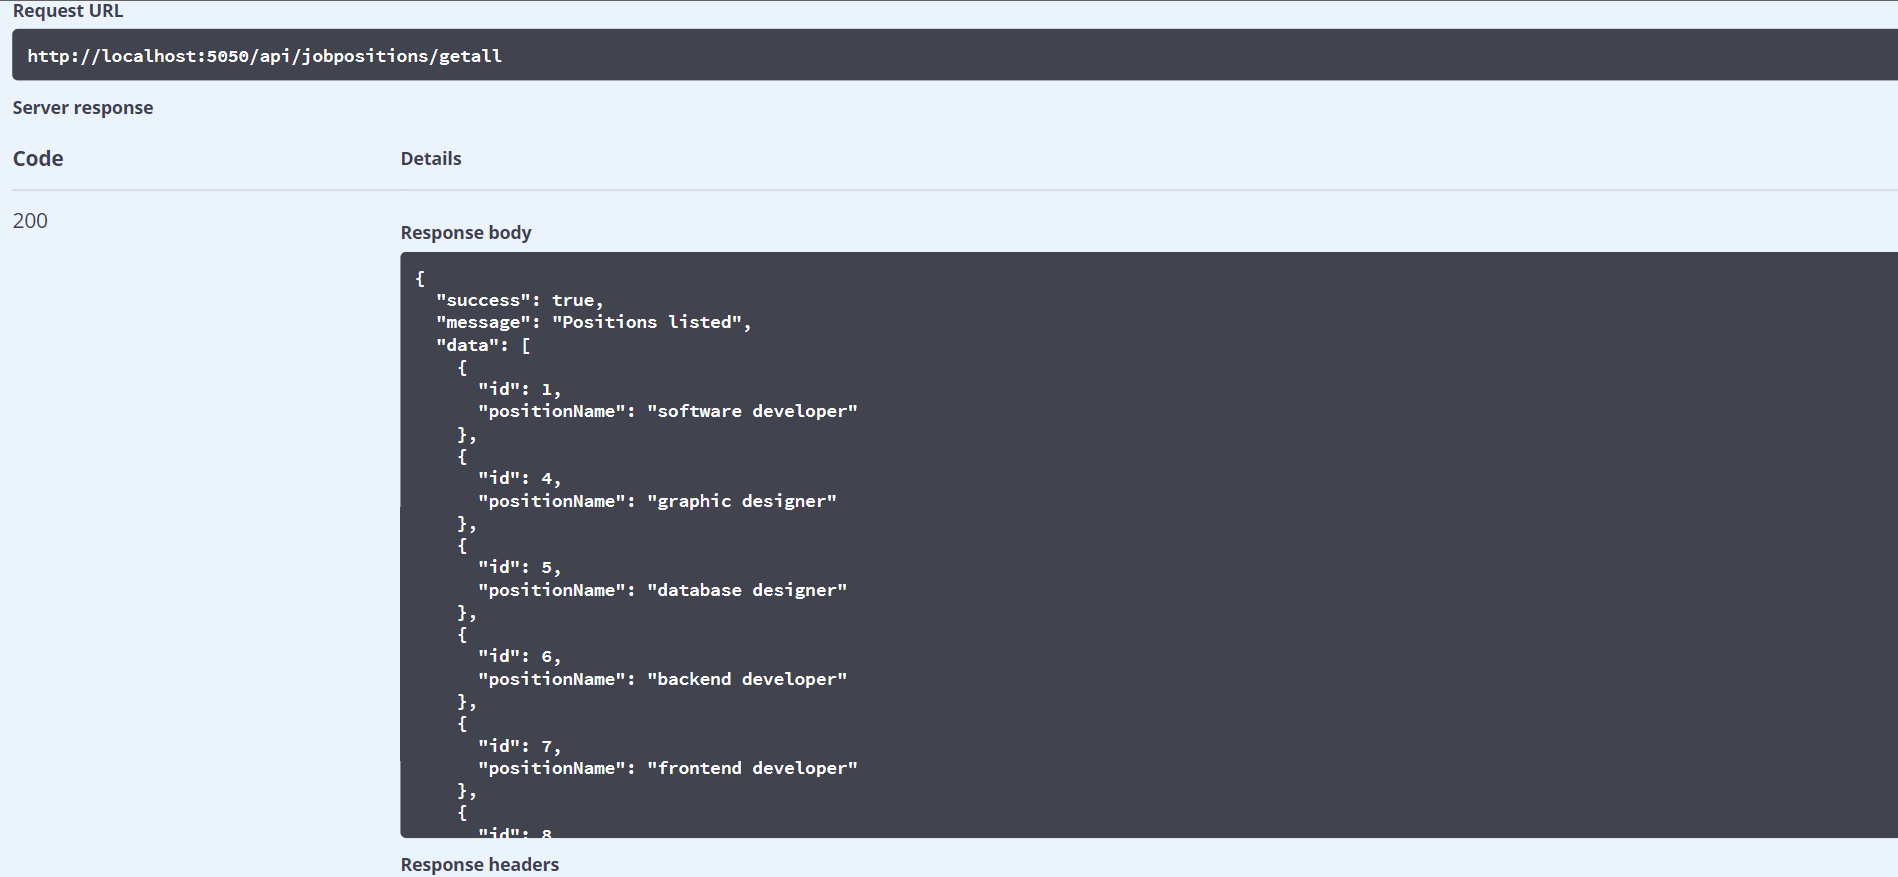 Request URL
http://localhost:5050/api/jobpositions/getall
Server response
Code Details
200
Response body
{
"success": true,
"message": "Positions listed",
"data": [
{
"id": 1,
"positionName": "software developer"
},
{
"id": 4,
"positionName": "graphic designer"
},
{
"id": 5,
"positionName": "database designer"
},
{
"id": 6,
"positionName": "backend developer"
},
{
"id": 7,
"positionName": "frontend developer"
},
{
"id": 8
Response headers